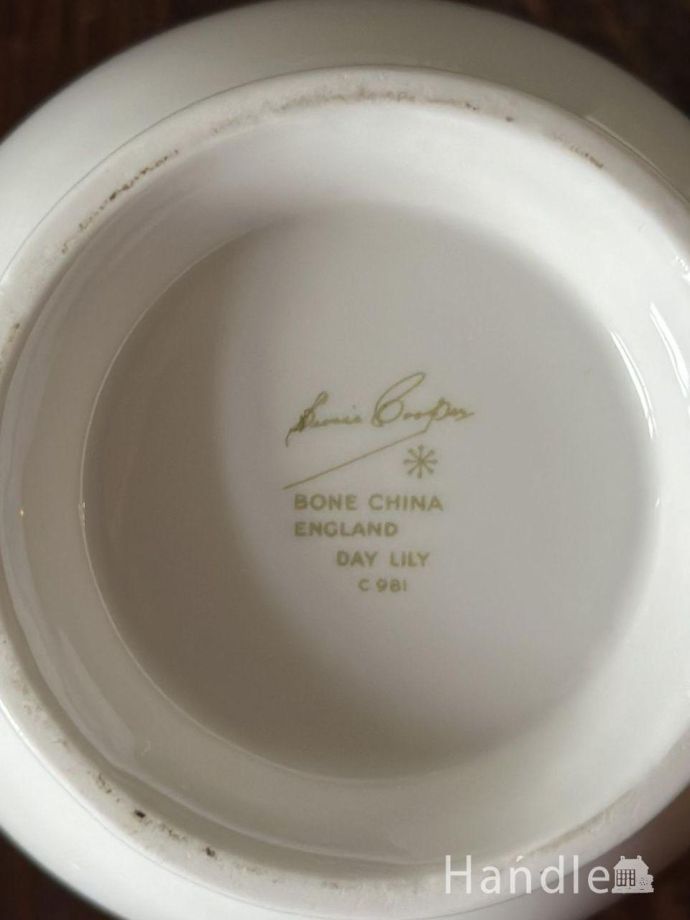 Susie Cooper
BONE CHINA
ENGLAND
DAY LILY
C 981
Handle